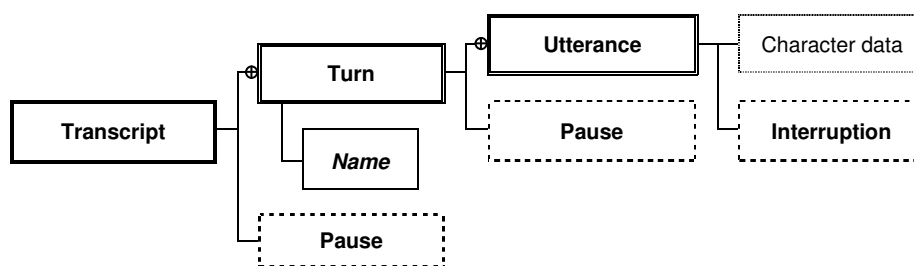 Utterance
Character data
Turn
Transcript
Pause
Interruption
Name
Pause